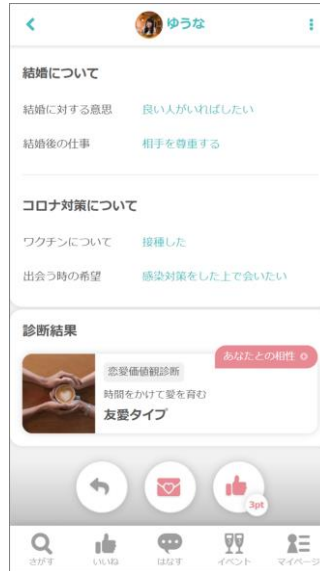 ゆうな
結婚について
結婚に対する意思 良い人がいればしたい
結婚後の仕事 相手を尊重する
コロナ対策について
ワクチンについて 接種した
出会う時の希望 感染対策をした上で会いたい
診断結果
あなたとの相性 ○
恋愛価値観診断
時間をかけて愛を育む
友愛タイプ
3pt
さがす いいね はなす イベント マイページ